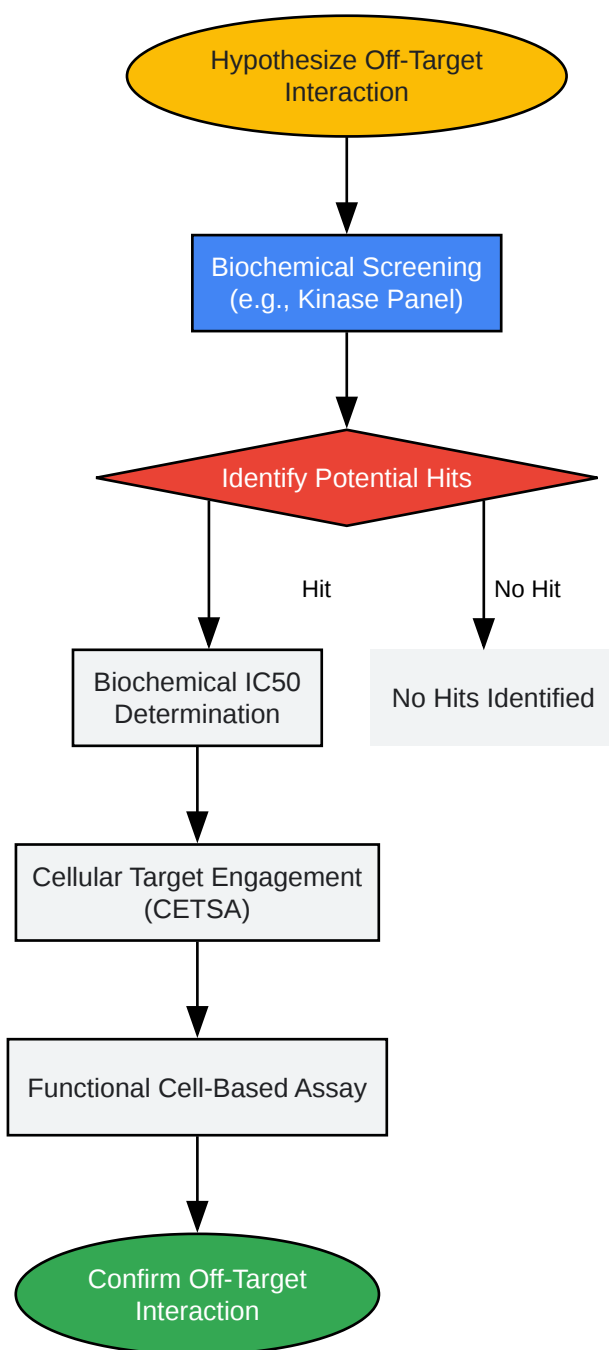 Hypothesize Off-Target
Interaction
Biochemical Screening
(e.g., Kinase Panel)
Identify Potential Hits
Hit
No Hit
Biochemical IC50
Determination
No Hits Identified
Cellular Target Engagement
(CETSA)
Functional Cell-Based Assay
Confirm Off-Target
Interaction